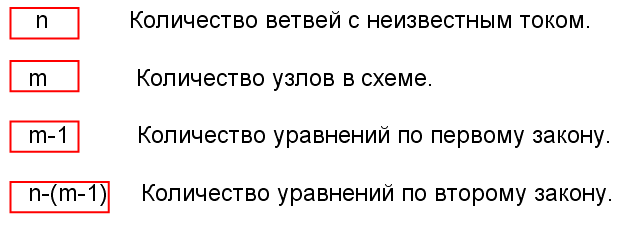 n Количество ветвей с неизвестным током.
m Количество узлов в схеме.
m-1 Количество уравнений по первому закону.
n-(m-1) Количество уравнений по второму закону.